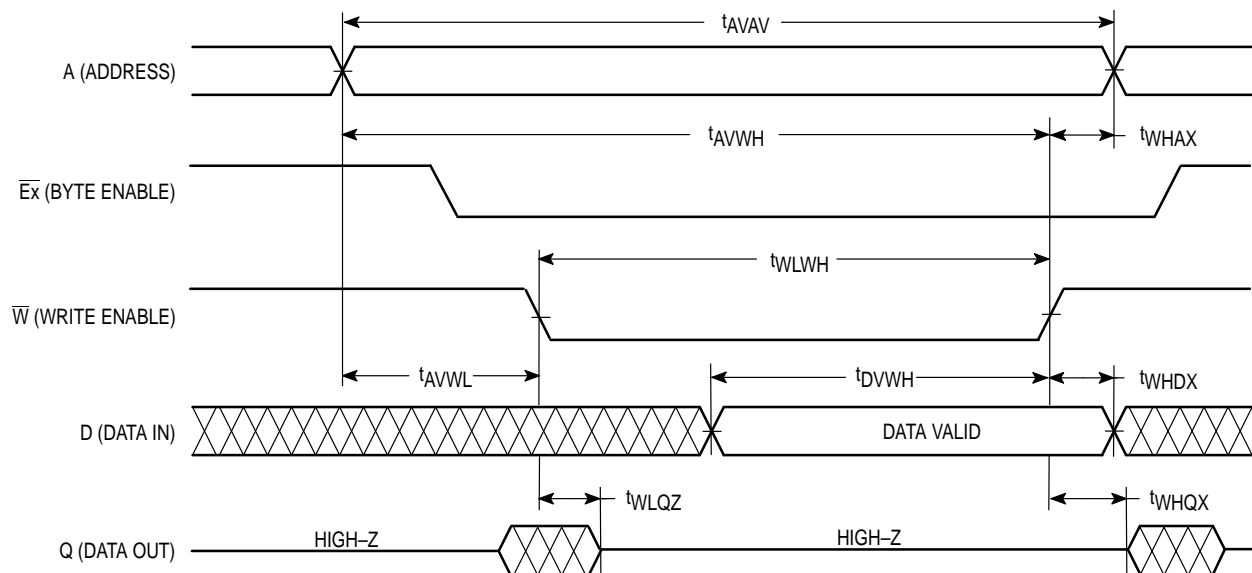 tAVAV
A (ADDRESS)
tAVWH
tWHAX
Ex (BYTE ENABLE)
tWLWH
W (WRITE ENABLE)
tAVWL
tDVWH
tWHDX
D (DATA IN)
DATA VALID
tWLQZ
tWHQX
Q (DATA OUT)
HIGH–Z
HIGH–Z